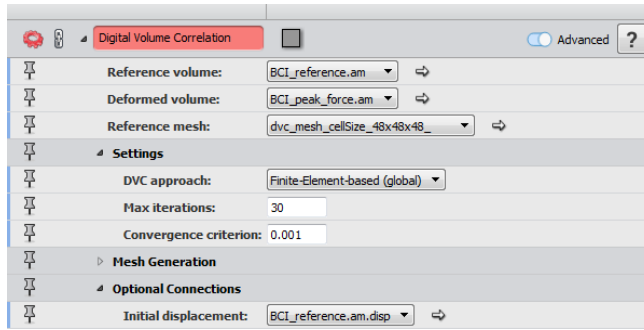 Digital Volume Correlation Advanced ?
Reference volume: BCI_reference.am
Deformed volume: BCI_peak_force.am
Reference mesh: dvc_mesh_cellSize_48x48x48_
Settings
DVC approach: Finite-Element-based (global)
Max iterations: 30
Convergence criterion: 0.001
Mesh Generation
Optional Connections
Initial displacement: BCI_reference.am.disp